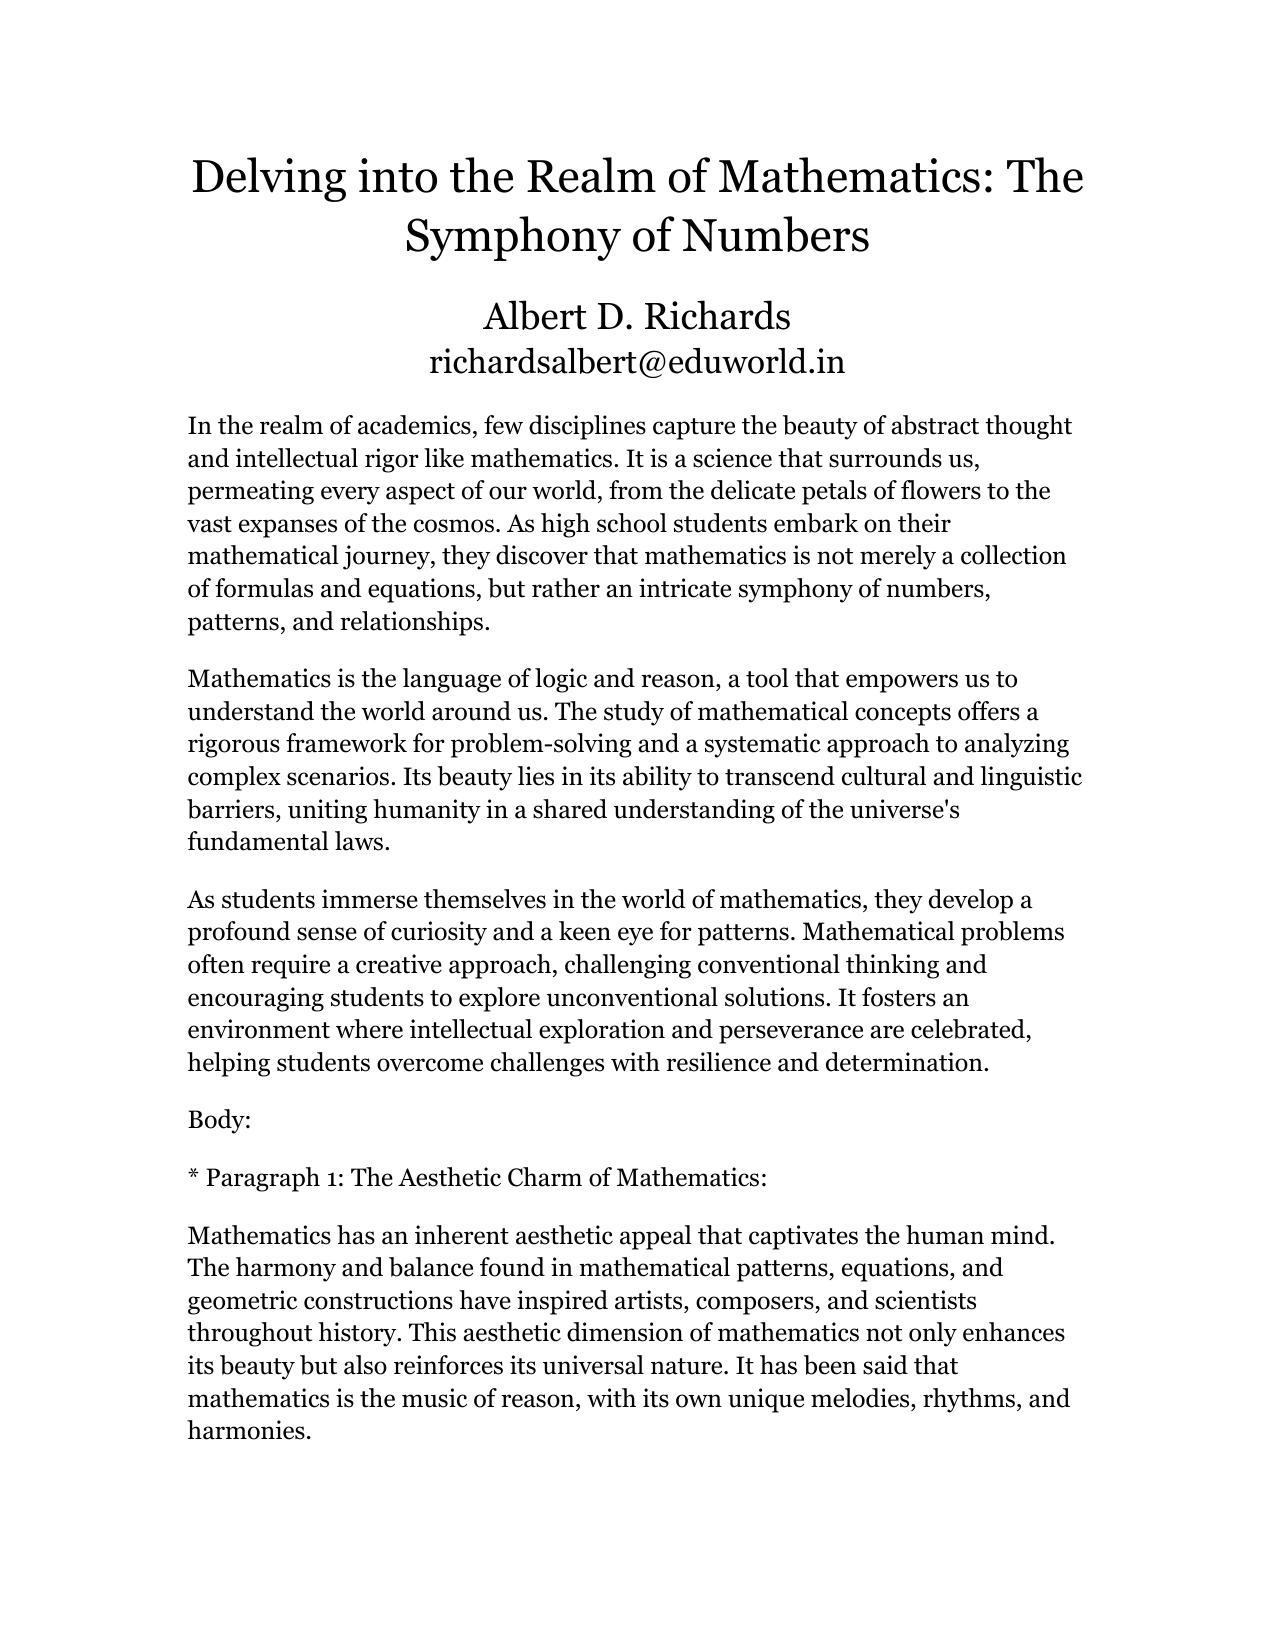 Delving into the Realm of Mathematics: The
Symphony of Numbers
Albert D. Richards
richardsalbert@eduworld.in
In the realm of academics, few disciplines capture the beauty of abstract thought
and intellectual rigor like mathematics. It is a science that surrounds us,
permeating every aspect of our world, from the delicate petals of flowers to the
vast expanses of the cosmos. As high school students embark on their
mathematical journey, they discover that mathematics is not merely a collection
of formulas and equations, but rather an intricate symphony of numbers,
patterns, and relationships.
Mathematics is the language of logic and reason, a tool that empowers us to
understand the world around us. The study of mathematical concepts offers a
rigorous framework for problem-solving and a systematic approach to analyzing
complex scenarios. Its beauty lies in its ability to transcend cultural and linguistic
barriers, uniting humanity in a shared understanding of the universe's
fundamental laws.
As students immerse themselves in the world of mathematics, they develop a
profound sense of curiosity and a keen eye for patterns. Mathematical problems
often require a creative approach, challenging conventional thinking and
encouraging students to explore unconventional solutions. It fosters an
environment where intellectual exploration and perseverance are celebrated,
helping students overcome challenges with resilience and determination.
Body:
* Paragraph 1: The Aesthetic Charm of Mathematics:
Mathematics has an inherent aesthetic appeal that captivates the human mind.
The harmony and balance found in mathematical patterns, equations, and
geometric constructions have inspired artists, composers, and scientists
throughout history. This aesthetic dimension of mathematics not only enhances
its beauty but also reinforces its universal nature. It has been said that
mathematics is the music of reason, with its own unique melodies, rhythms, and
harmonies.